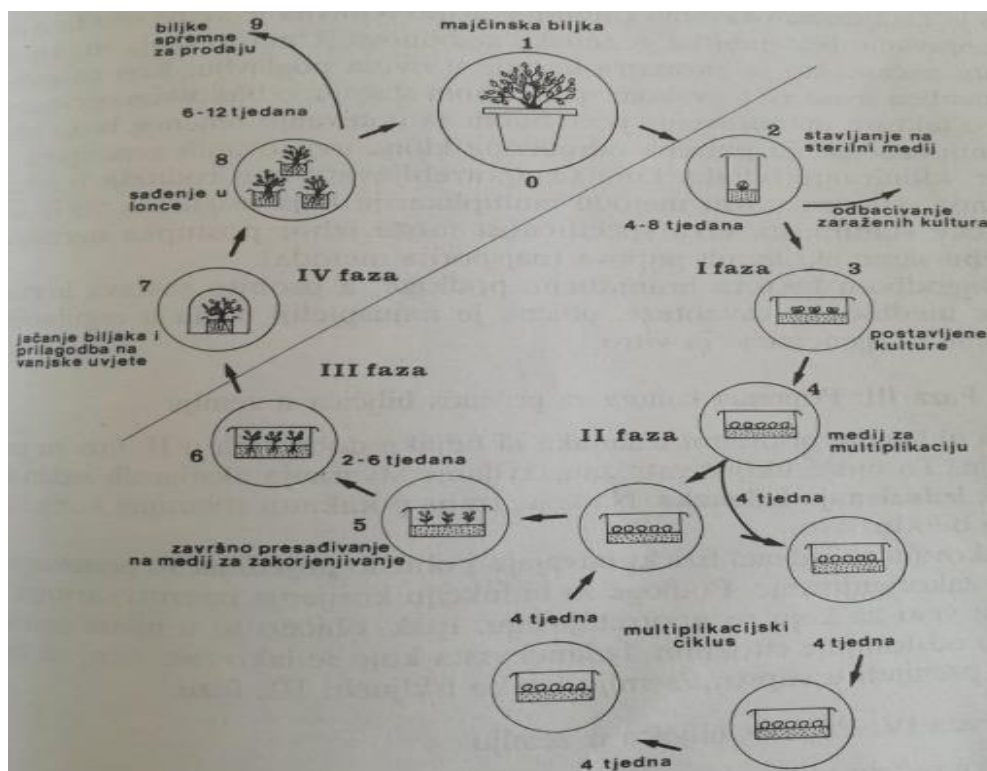 biljke
spremne
za prodaju
9
majčinska biljka
1
0
6-12 tjedana
8
sađenje u
lonce
2
stavljanje na
sterilni medij
4-8 tjedana
odbacivanje
zaraženih kultura
I faza
3
postavljene
kulture
7
IV faza
jačanje biljaka i
prilagodba na
vanjske uvjete
III faza
4
medij za
multiplikaciju
II faza
6
2-6 tjedana
4 tjedna
5
završno presađivanje
na medij za zakorjenjivanje
4 tjedna
multiplikacijski
ciklus
4 tjedna
4 tjedna